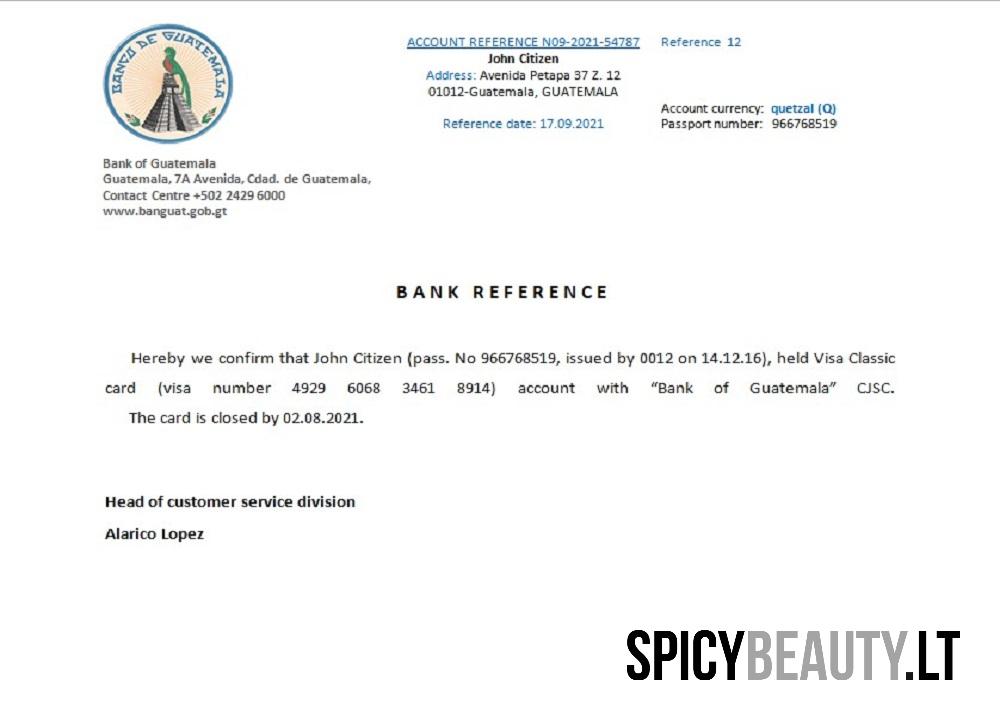 BANCO DE GUATEMALA
ACCOUNT REFERENCE N09-2021-54787
John Citizen
Address: Avenida Petapa 37 Z. 12
01012-Guatemala, GUATEMALA
Reference date: 17.09.2021
Reference 12
Account currency: quetzal (Q)
Passport number: 966768519
Bank of Guatemala
Guatemala, 7A Avenida, Cdad. de Guatemala,
Contact Centre +502 2429 6000
www.banguat.gob.gt
BANK REFERENCE
Hereby we confirm that John Citizen (pass. No 966768519, issued by 0012 on 14.12.16), held Visa Classic
card (visa number 4929 6068 3461 8914) account with “Bank of Guatemala” CJSC.
The card is closed by 02.08.2021.
Head of customer service division
Alarico Lopez
SPICYBEAUTY.LT